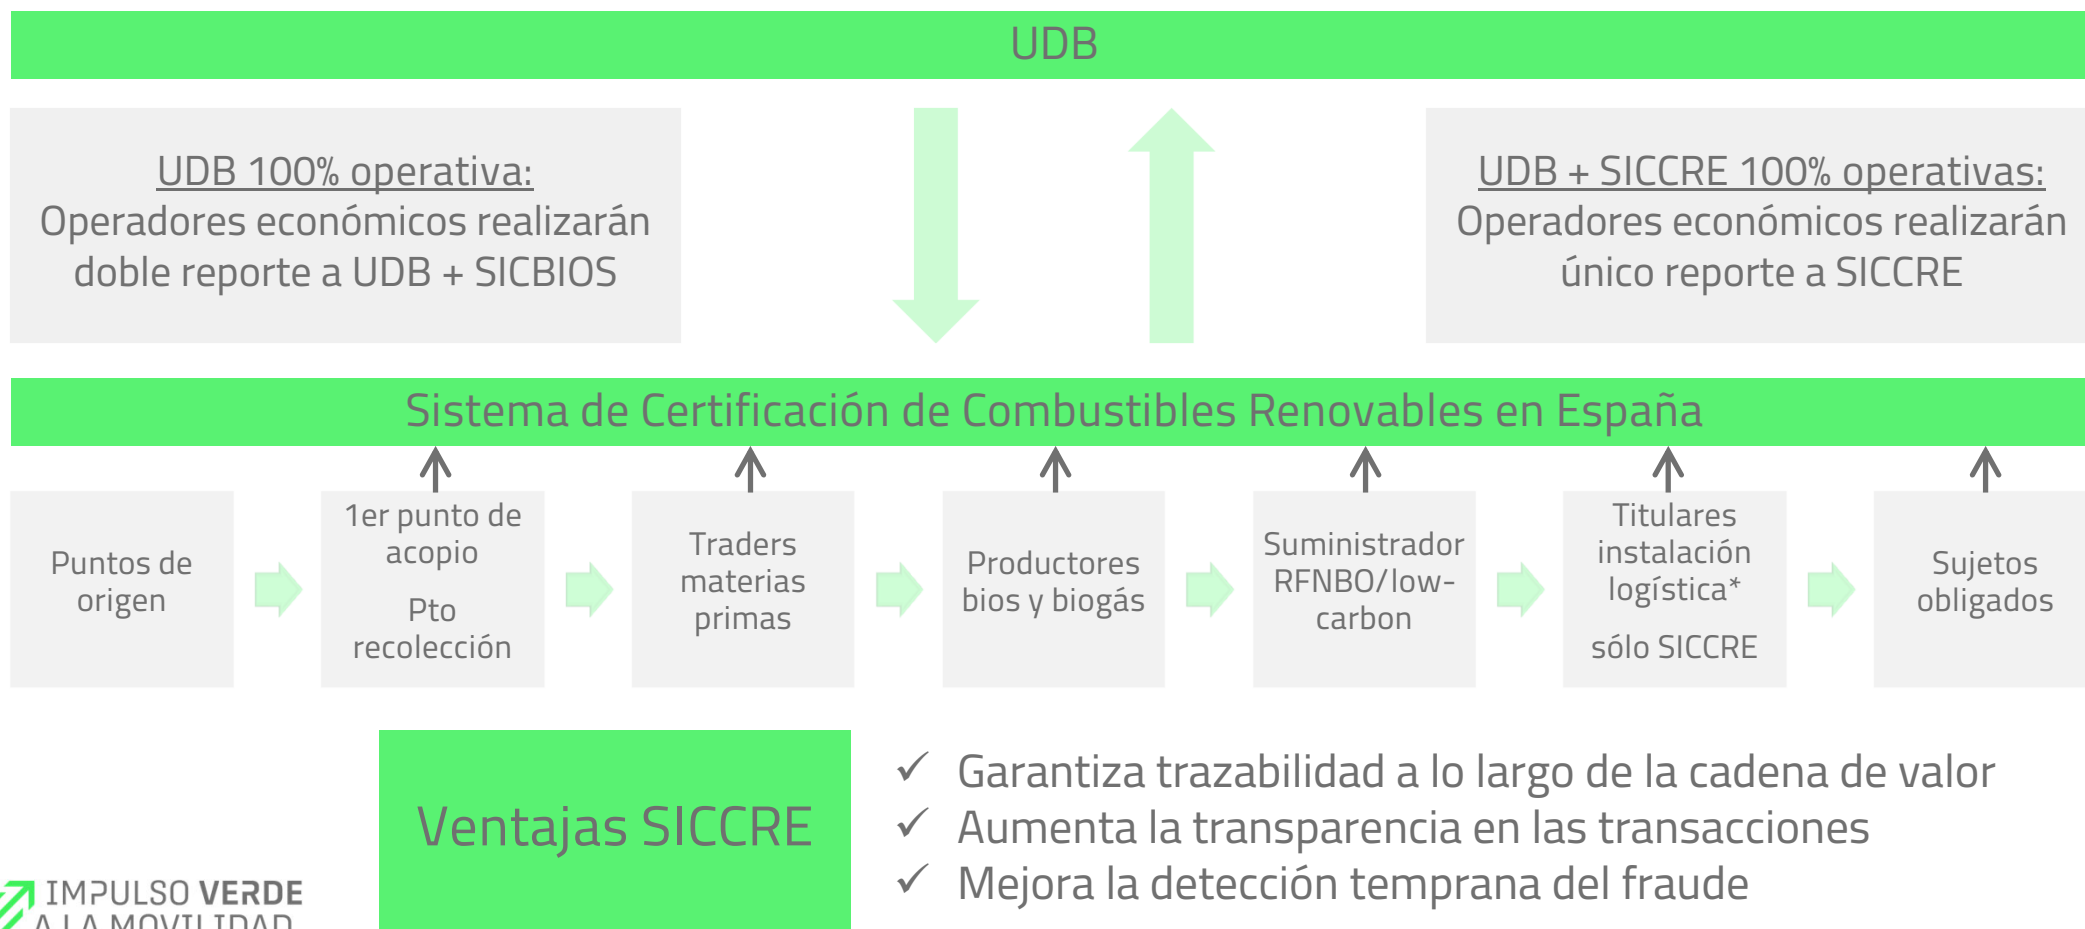 UDB
UDB 100% operativa:
Operadores económicos realizarán
doble reporte a UDB + SICBIOS
UDB + SICCRE 100% operativas:
Operadores económicos realizarán
único reporte a SICCRE
Sistema de Certificación de Combustibles Renovables en España
Puntos de
origen
1er punto de
acopio
Pto
recolección
Traders
materias
primas
Productores
bios y biogás
Suministrador
RFNBO/low-
carbon
Titulares
instalación
logística*
sólo SICCRE
Sujetos
obligados
Ventajas SICCRE
✓ Garantiza trazabilidad a lo largo de la cadena de valor
✓ Aumenta la transparencia en las transacciones
✓ Mejora la detección temprana del fraude
IMPULSO VERDE
A LA MOVILIDAD